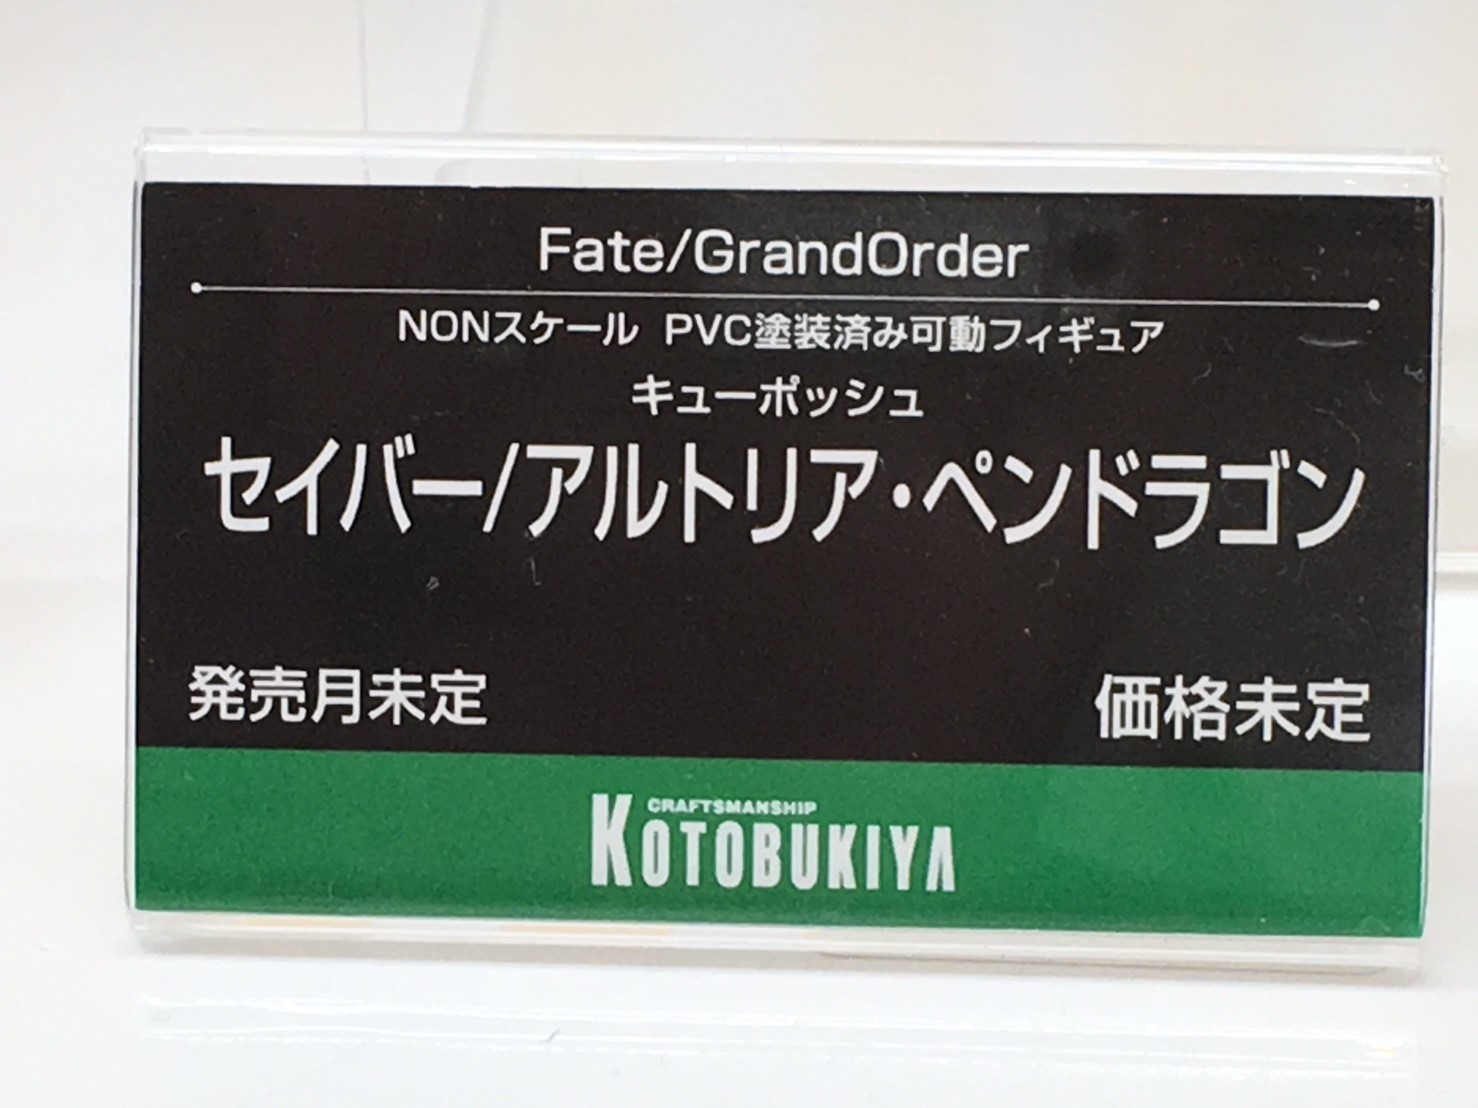 Fate/GrandOrder
NONスケール PVC塗装済み可動フィギュア
キューポッシュ
セイバー/アルトリア・ペンドラゴン
発売月未定 価格未定
CRAFTSMANSHIP
KOTOBUKIYA